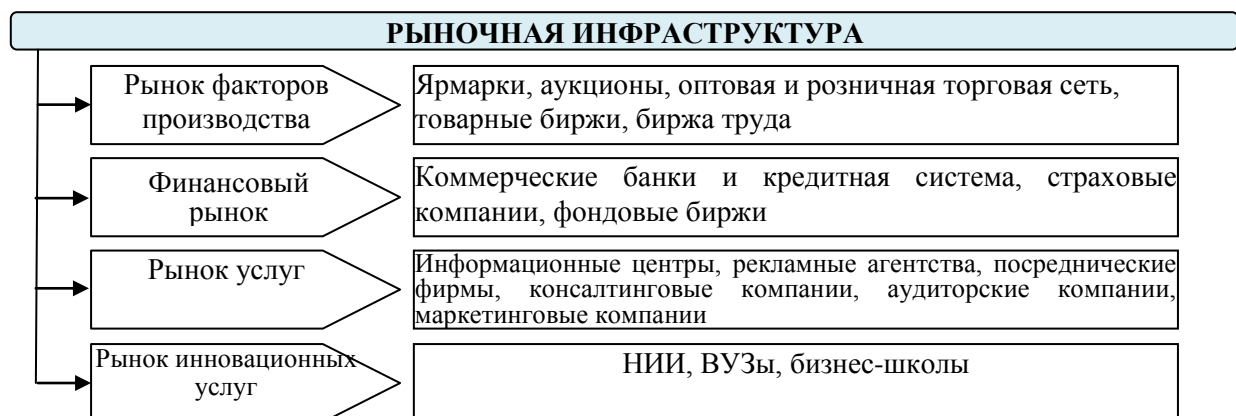 РЫНОЧНАЯ ИНФРАСТРУКТУРА
Рынок факторов
производства
Ярмарки, аукционы, оптовая и розничная торговая сеть,
товарные биржи, биржа труда
Финансовый
рынок
Коммерческие банки и кредитная система, страховые
компании, фондовые биржи
Рынок услуг
Информационные центры, рекламные агентства, посреднические
фирмы, консалтинговые компании, аудиторские компании,
маркетинговые компании
Рынок инновационных
услуг
НИИ, ВУЗы, бизнес-школы